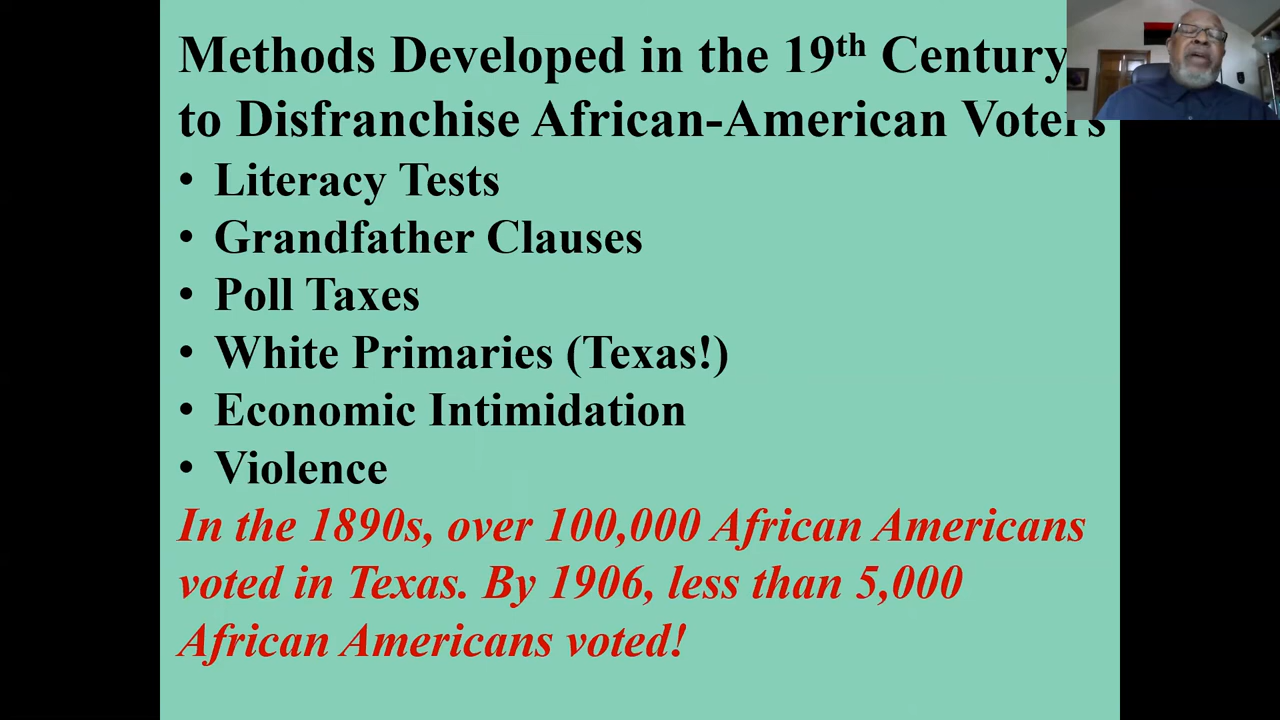 Methods Developed in the 19th Century
to Disfranchise African-American Voters
• Literacy Tests
• Grandfather Clauses
• Poll Taxes
• White Primaries (Texas!)
• Economic Intimidation
• Violence
In the 1890s, over 100,000 African Americans
voted in Texas. By 1906, less than 5,000
African Americans voted!